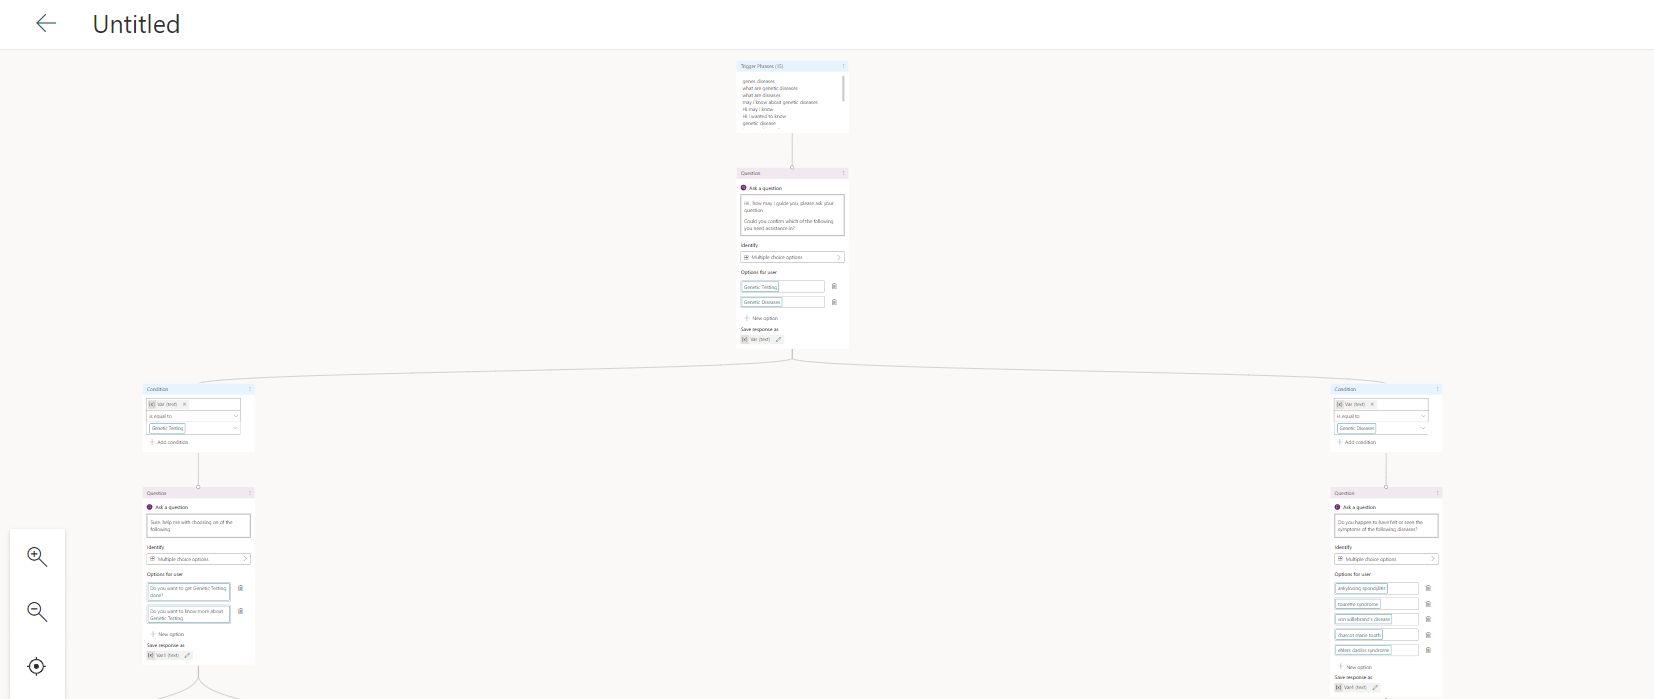 Untitled
Trigger Phrases (35)
genes diseases
what are genetic diseases
what are diseases
may i know about genetic diseases
Hi may I know
Hi I wanted to know
genetic disease
Question
Ask a question
Hi , how may i guide you, please ask your
question
Could you confirm which of the following
you need assistance in?
Identify
Multiple choice options
Options for user
Genetic Testing
Genetic Diseases
New option
Save response as
{x} Var (text)
Condition
{x} Var (text)
is equal to
Genetic Testing
Add condition
Question
Ask a question
Sure, help me with choosing on of the
following.
Identify
Multiple choice options
Options for user
Do you want to get Genetic Testing
done?
Do you want to know more about
Genetic Testing
New option
Save response as
{x} Var1 (text)
Condition
{x} Var (text)
is equal to
Genetic Diseases
Add condition
Question
Ask a question
Do you happen to have felt or seen the
symptoms of the following diseases?
Identify
Multiple choice options
Options for user
ankylosing spondylitis
tourette syndrome
von willebrand's disease
charcot marie tooth
ehlers danlos syndrome
New option
Save response as
{x} Var4 (text)